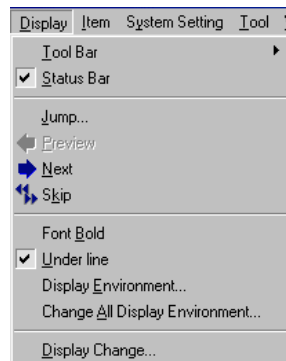 Display Item System Setting Tool
Tool Bar
Status Bar
Jump...
Preview
Next
Skip
Font Bold
Under line
Display Environment...
Change All Display Environment...
Display Change...